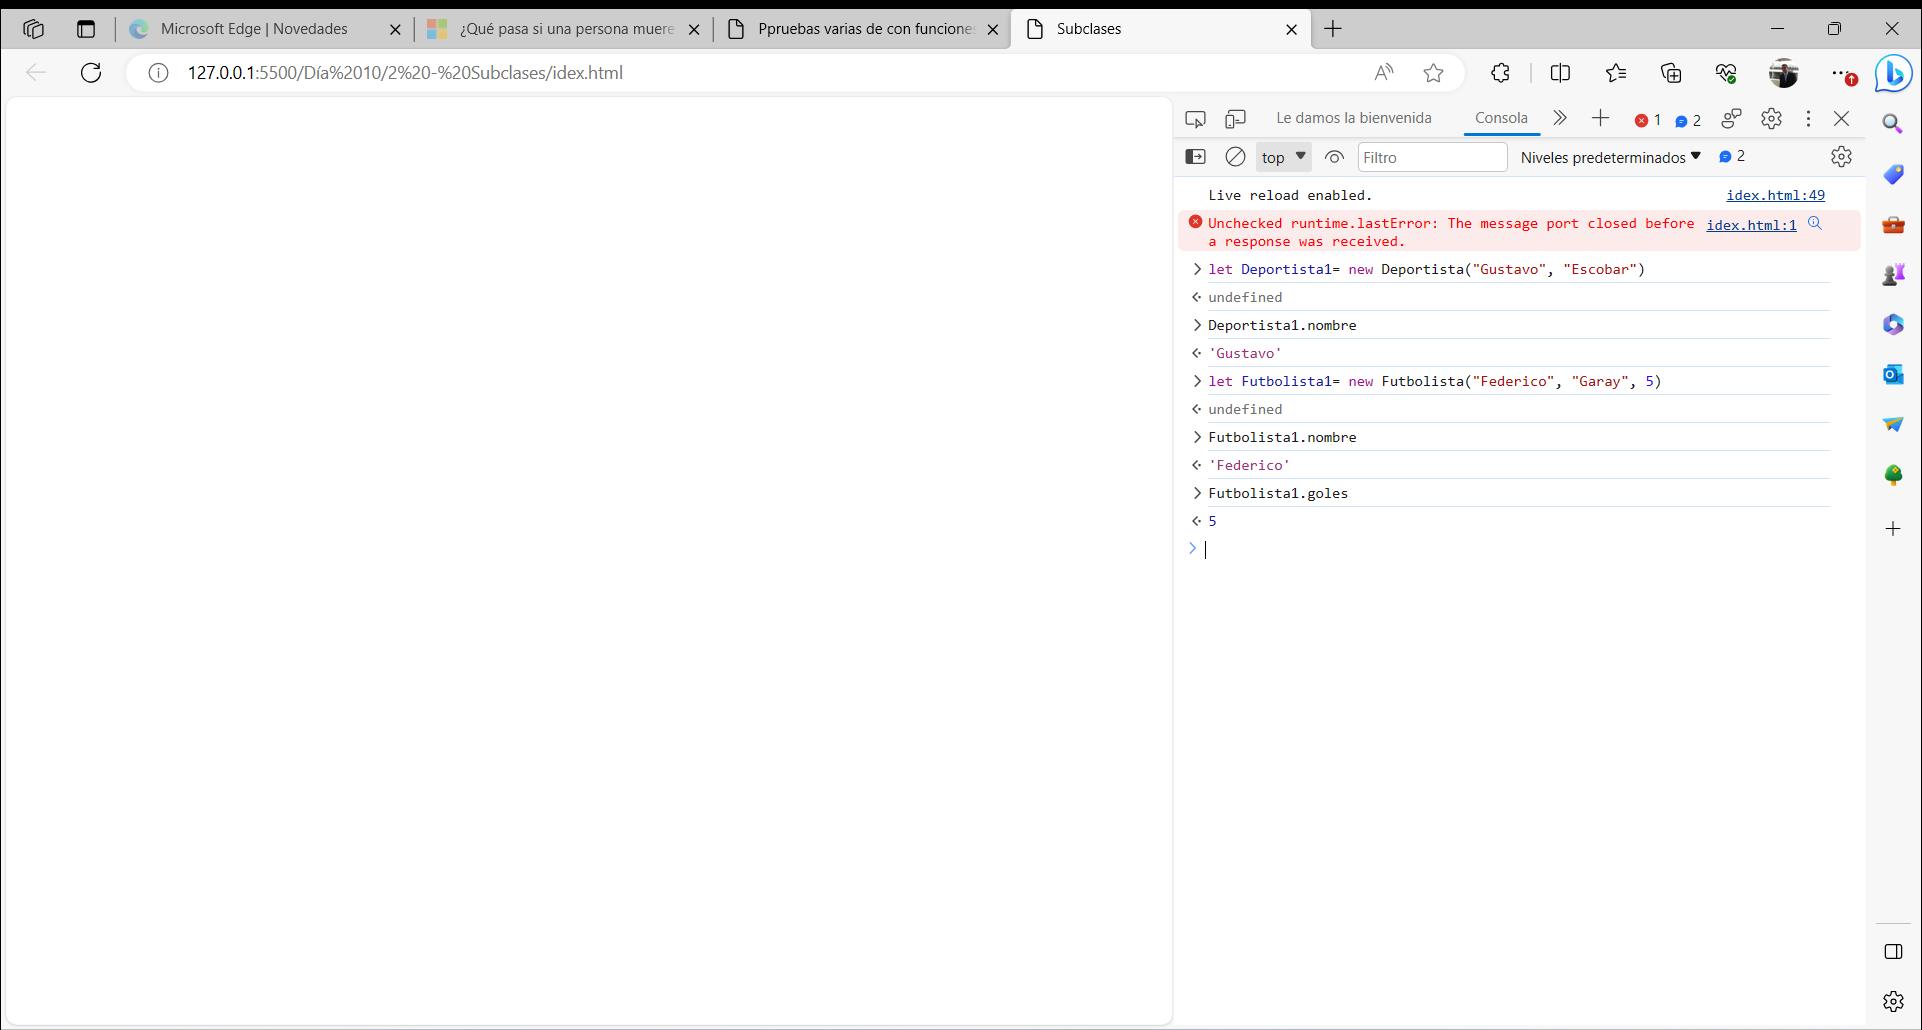 Microsoft Edge | Novedades
¿Qué pasa si una persona muere
Ppruebas varias de con funciones
Subclases
127.0.0.1:5500/Día%2010/2%20-%20Subclases/idex.html
Le damos la bienvenida
Consola
1
2
top
Filtro
Niveles predeterminados
2
Live reload enabled.
idex.html:49
Unchecked runtime.lastError: The message port closed before
idex.html:1
a response was received.
let Deportista1= new Deportista("Gustavo", "Escobar")
undefined
Deportista1.nombre
'Gustavo'
let Futbolista1= new Futbolista("Federico", "Garay", 5)
undefined
Futbolista1.nombre
'Federico'
Futbolista1.goles
5